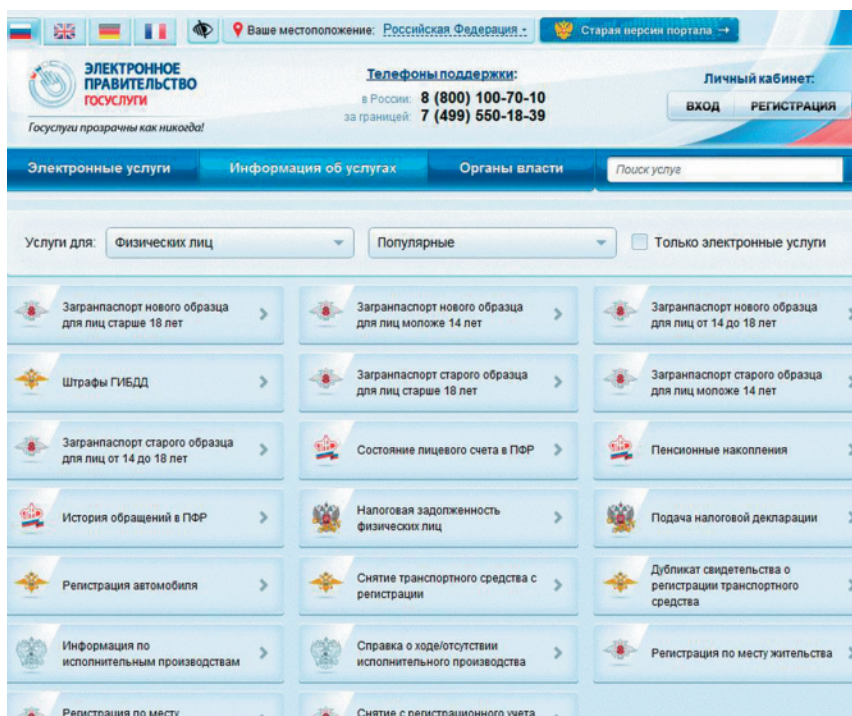 Ваше местоположение: Российская Федерация
Старая версия портала →
ЭЛЕКТРОННОЕ
ПРАВИТЕЛЬСТВО
ГОСУСЛУГИ
Госуслуги прозрачны как никогда!
Телефоны поддержки:
в России: 8 (800) 100-70-10
за границей: 7 (499) 550-18-39
Личный кабинет:
ВХОД РЕГИСТРАЦИЯ
Электронные услуги Информация об услугах Органы власти Поиск услуг
Услуги для: Физических лиц Популярные Только электронные услуги
Загранпаспорт нового образца
для лиц старше 18 лет
Загранпаспорт нового образца
для лиц моложе 14 лет
Загранпаспорт нового образца
для лиц от 14 до 18 лет
Штрафы ГИБДД
Загранпаспорт старого образца
для лиц старше 18 лет
Загранпаспорт старого образца
для лиц моложе 14 лет
Загранпаспорт старого образца
для лиц от 14 до 18 лет
Состояние лицевого счета в ПФР
Пенсионные накопления
История обращений в ПФР
Налоговая задолженность
физических лиц
Подача налоговой декларации
Регистрация автомобиля
Снятие транспортного средства с
регистрации
Дубликат свидетельства о
регистрации транспортного
средства
Информация по
исполнительным производствам
Справка о ходе/отсутствии
исполнительного производства
Регистрация по месту жительства
Регистрация по месту
Снятие с регистрационного учета